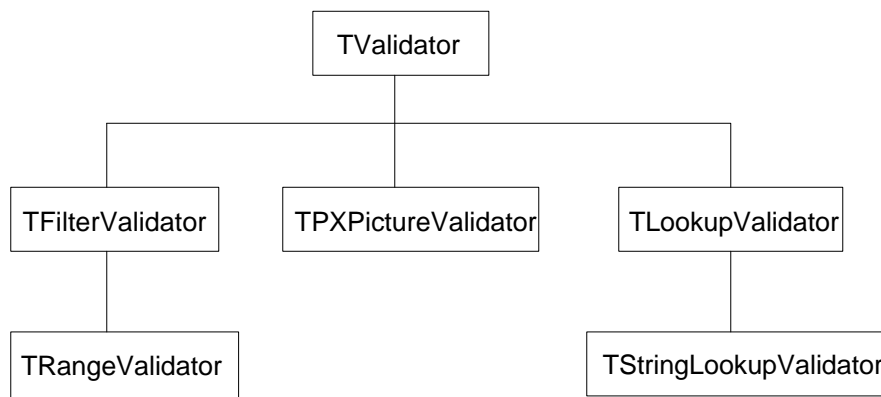 TValidator
TFilterValidator
TPXPictureValidator
TLookupValidator
TRangeValidator
TStringLookupValidator